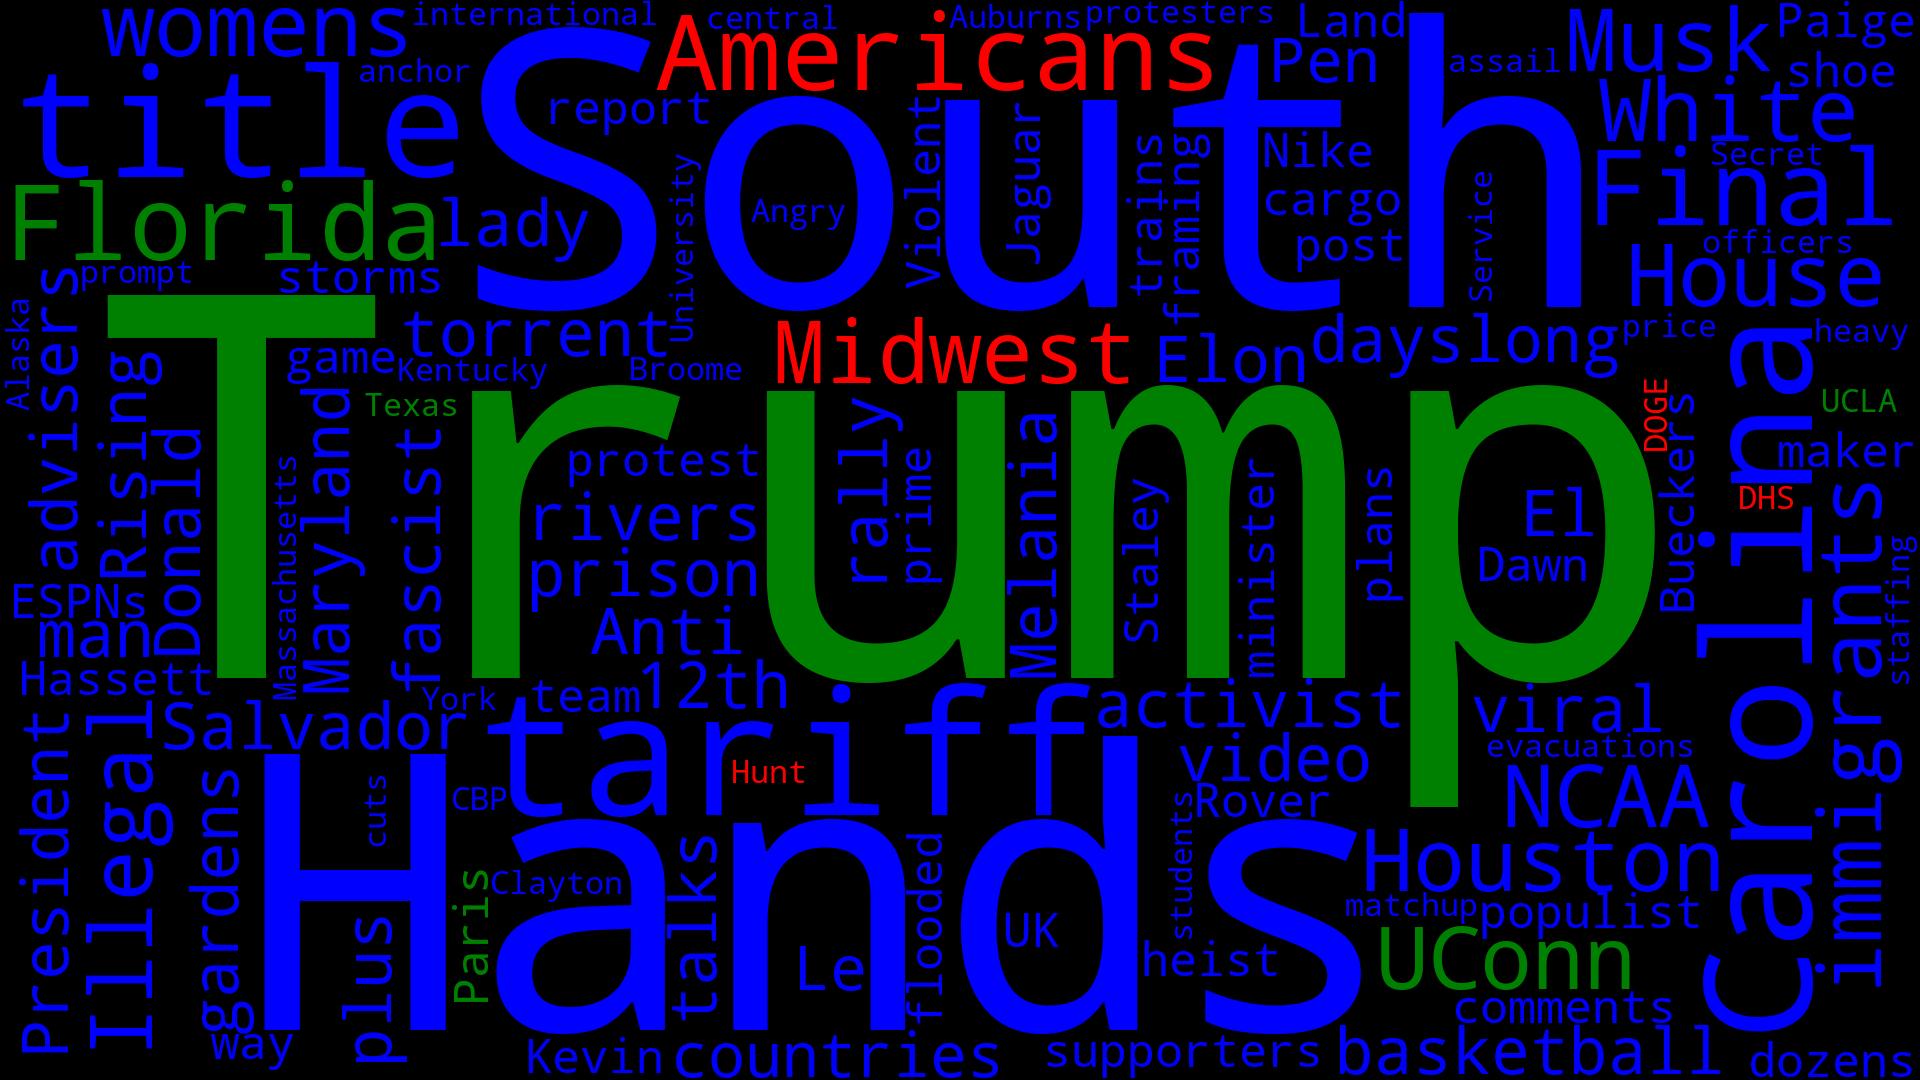 womens
international
central
Auburns
protesters
Land
Musk
Paige
Americans
title
anchor
South
report
Pen
assail
shoe
White
Violent
Jaguar
trains
framing
Nike
Secret
Final
Florida
lady
University
Angry
cargo
Service
post
officers
House
prompt
storms
Alaska
advisers
Trump
torrent
game
Kentucky
Broome
Midwest
Elon
dayslong
price
heavy
Rising
Donald
Massachusetts
Maryland
Texas
fascist
protest
rally
prime
Melania
Staley
minister
plans
El
Dawn
DOGE
Bueckers
UCLA
maker
DHS
Carolina
immigrants
staffing
rivers
prison
ESPNs
man
Anti
Hassett
York
team
12th
activist
viral
Salvador
tariff
evacuations
President
Illegal
gardens
Hunt
video
NCAA
cuts
CBP
Rover
Hands
students
Houston
plus
Paris
Clayton
talks
flooded
UK
Le
heist
matchup
populist
UConn
comments
way
Kevin
countries
supporters
basketball
dozens